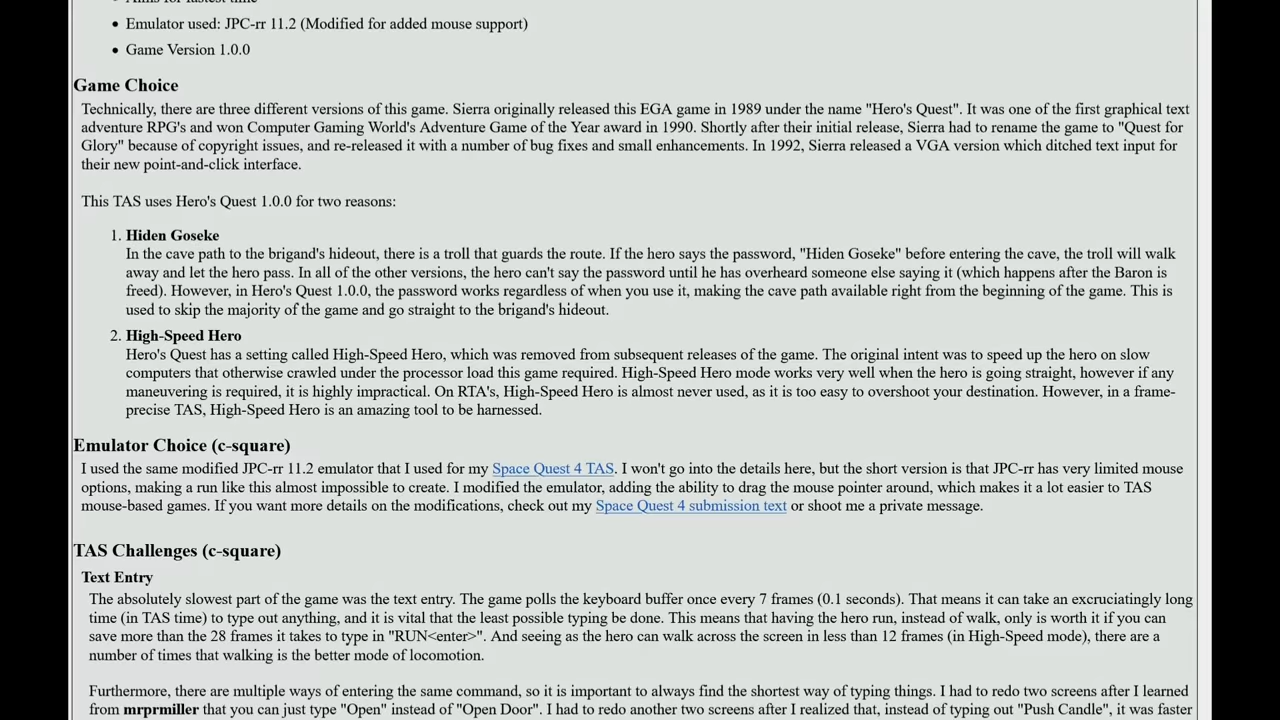 Aims for fastest time
Emulator used: JPC-rr 11.2 (Modified for added mouse support)
Game Version 1.0.0
Game Choice
Technically, there are three different versions of this game. Sierra originally released this EGA game in 1989 under the name "Hero's Quest". It was one of the first graphical text
adventure RPG's and won Computer Gaming World's Adventure Game of the Year award in 1990. Shortly after their initial release, Sierra had to rename the game to "Quest for
Glory" because of copyright issues, and re-released it with a number of bug fixes and small enhancements. In 1992, Sierra released a VGA version which ditched text input for
their new point-and-click interface.
This TAS uses Hero's Quest 1.0.0 for two reasons:
1. Hiden Goseke
In the cave path to the brigand's hideout, there is a troll that guards the route. If the hero says the password, "Hiden Goseke" before entering the cave, the troll will walk
away and let the hero pass. In all of the other versions, the hero can't say the password until he has overheard someone else saying it (which happens after the Baron is
freed). However, in Hero's Quest 1.0.0, the password works regardless of when you use it, making the cave path available right from the beginning of the game. This is
used to skip the majority of the game and go straight to the brigand's hideout.
2. High-Speed Hero
Hero's Quest has a setting called High-Speed Hero, which was removed from subsequent releases of the game. The original intent was to speed up the hero on slow
computers that otherwise crawled under the processor load this game required. High-Speed Hero mode works very well when the hero is going straight, however if any
maneuvering is required, it is highly impractical. On RTA's, High-Speed Hero is almost never used, as it is too easy to overshoot your destination. However, in a frame-
precise TAS, High-Speed Hero is an amazing tool to be harnessed.
Emulator Choice (c-square)
I used the same modified JPC-rr 11.2 emulator that I used for my Space Quest 4 TAS. I won't go into the details here, but the short version is that JPC-rr has very limited mouse
options, making a run like this almost impossible to create. I modified the emulator, adding the ability to drag the mouse pointer around, which makes it a lot easier to TAS
mouse-based games. If you want more details on the modifications, check out my Space Quest 4 submission text or shoot me a private message.
TAS Challenges (c-square)
Text Entry
The absolutely slowest part of the game was the text entry. The game polls the keyboard buffer once every 7 frames (0.1 seconds). That means it can take an excruciatingly long
time (in TAS time) to type out anything, and it is vital that the least possible typing be done. This means that having the hero run, instead of walk, only is worth it if you can
save more than the 28 frames it takes to type in "RUN<enter>". And seeing as the hero can walk across the screen in less than 12 frames (in High-Speed mode), there are a
number of times that walking is the better mode of locomotion.
Furthermore, there are multiple ways of entering the same command, so it is important to always find the shortest way of typing things. I had to redo two screens after I learned
from mrprmiller that you can just type "Open" instead of "Open Door". I had to redo another two screens after I realized that, instead of typing out "Push Candle", it was faster